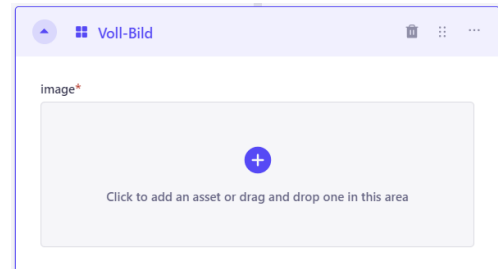 Voll-Bild
image*
Click to add an asset or drag and drop one in this area